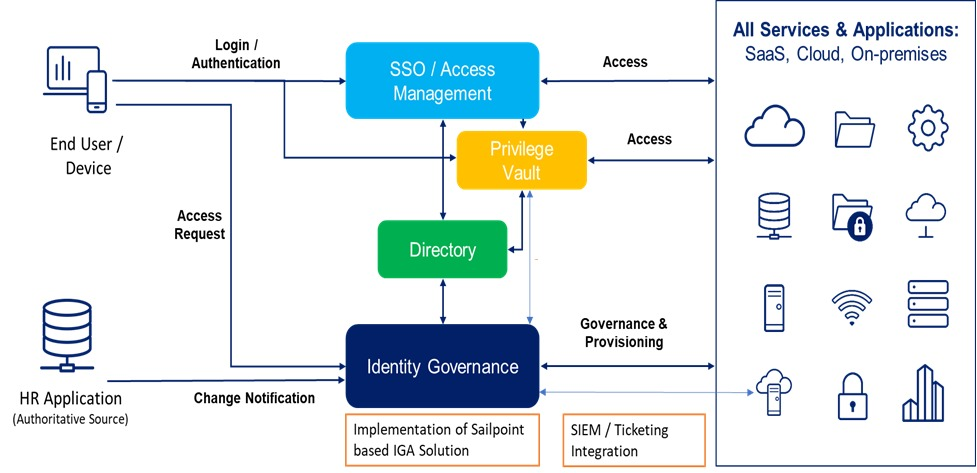 All Services & Applications:
SaaS, Cloud, On-premises
Login /
Authentication
SSO / Access
Management
Access
End User /
Device
Privilege
Vault
Access
Access
Request
Directory
Governance &
Provisioning
Identity Governance
HR Application
(Authoritative Source)
Change Notification
Implementation of Sailpoint
based IGA Solution
SIEM / Ticketing
Integration